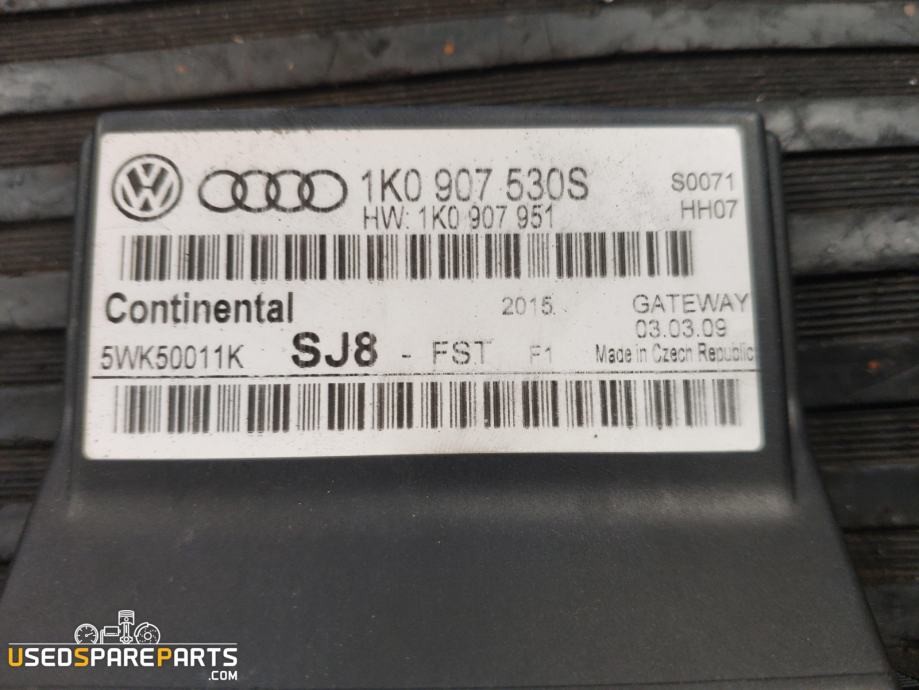 1K0 907 530S S0071
HW: 1K0 907 951 HH07
Continental 2015. GATEWAY
03.03.09
5WK50011K SJ8 - FST F1 Made in Czech Republic
USEDSPAREPARTS
.COM